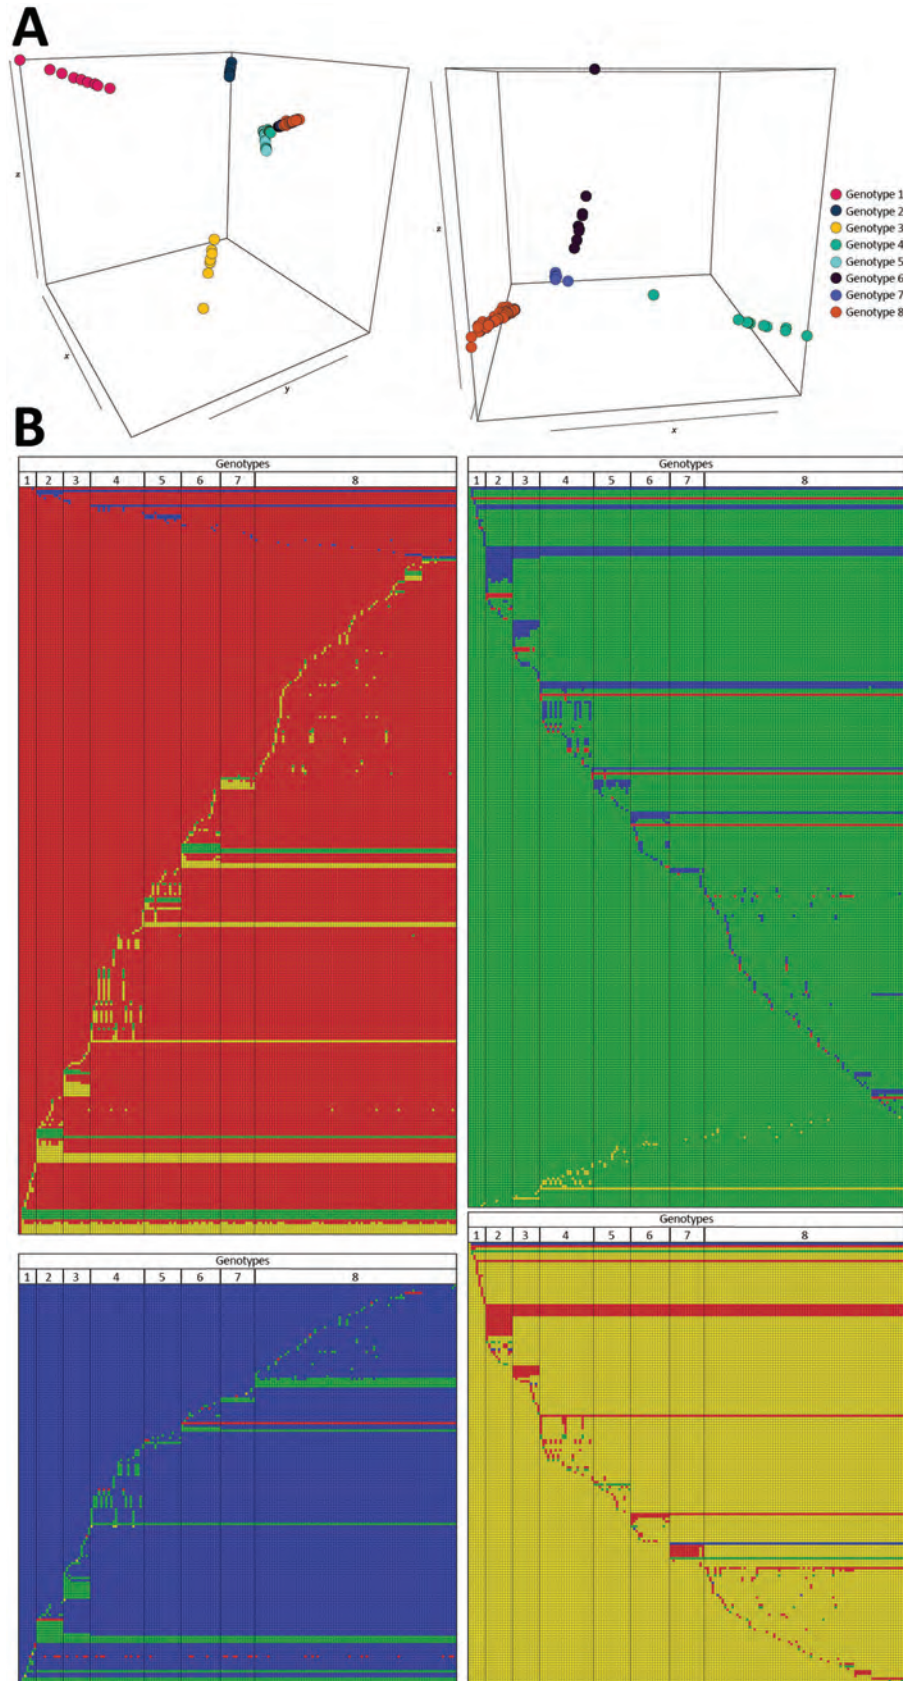 A
z
x
y
z
x
Genotype 1
Genotype 2
Genotype 3
Genotype 4
Genotype 5
Genotype 6
Genotype 7
Genotype 8
B
Genotypes
1 2 3 4 5 6 7 8
Genotypes
1 2 3 4 5 6 7 8
Genotypes
1 2 3 4 5 6 7 8
Genotypes
1 2 3 4 5 6 7 8